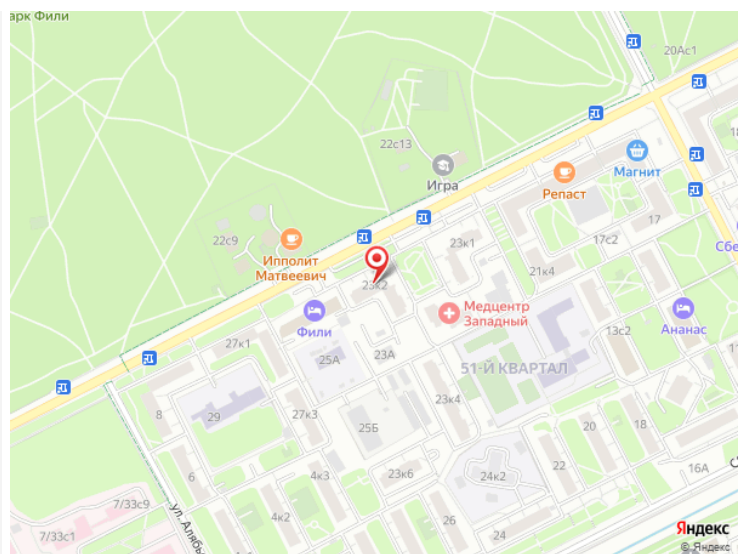 арк Фили
20Ас1
22с13
Игра
Магнит
Репаст
18
17
22с9
Ипполит
Матвеевич
23к1
17с2
Сбе
23к2
21к4
Медцентр
Западный
Фили
Ананас
13с2
27к1
25А
23А
51-Й КВАРТАЛ
11
8
29
27к3
23к4
25Б
20
18
22
6
4к3
23к6
24к2
16А
С
7/33с9
ул. Алябь
4к2
26
24
7/33с1
Яндекс
© Яндекс